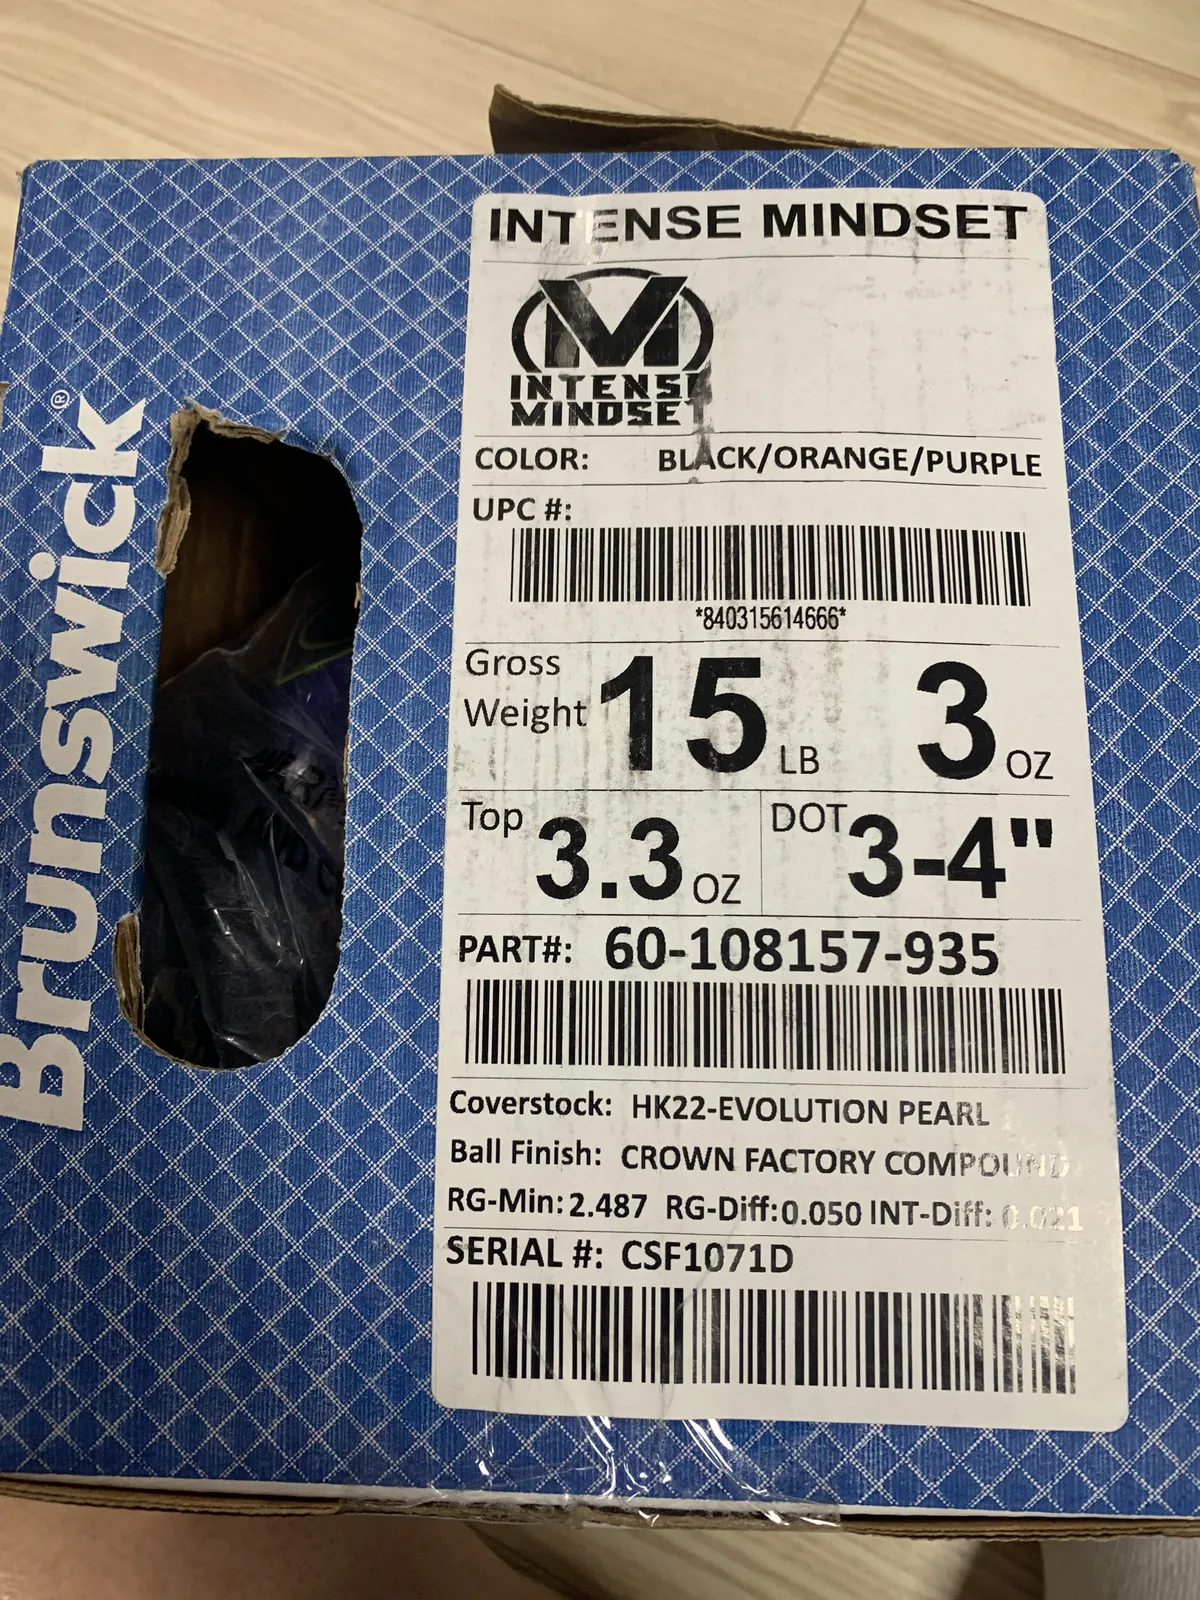 Brunswick®
INTENSE MINDSET
INTENSE
MINDSET
COLOR: BLACK/ORANGE/PURPLE
UPC #:
*840315614666*
Gross Weight 15 LB 3 OZ
Top 3.3 OZ DOT 3-4"
PART#: 60-108157-935
Coverstock: HK22-EVOLUTION PEARL
Ball Finish: CROWN FACTORY COMPOUND
RG-Min: 2.487 RG-Diff: 0.050 INT-Diff: 0.021
SERIAL #: CSF1071D